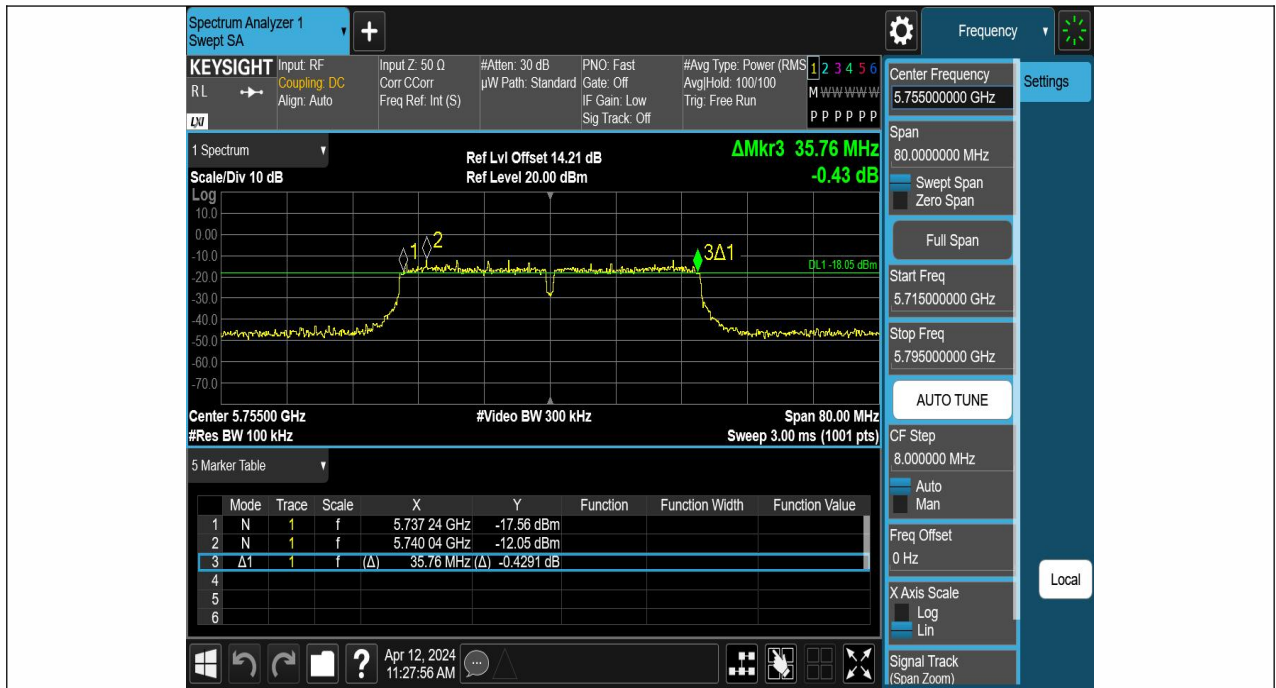 Spectrum Analyzer 1
Swept SA
+
Frequency
KEYSIGHT
RL
LXI
Input: RF
Coupling: DC
Align: Auto
Input Z: 50 Ω
Corr CCorr
Freq Ref: Int (S)
#Atten: 30 dB
µW Path: Standard
PNO: Fast
Gate: Off
IF Gain: Low
Sig Track: Off
#Avg Type: Power (RMS
Avg|Hold: 100/100
Trig: Free Run
1 2 3 4 5 6
M W W W W W
P P P P P P
1 Spectrum
Scale/Div 10 dB
Ref Lvl Offset 14.21 dB
Ref Level 20.00 dBm
ΔMkr3 35.76 MHz
-0.43 dB
Log
10.0
0.00
-10.0
-20.0
-30.0
-40.0
-50.0
-60.0
-70.0
1
2
3Δ1
DL1 -18.05 dBm
Center 5.75500 GHz
#Res BW 100 kHz
#Video BW 300 kHz
Span 80.00 MHz
Sweep 3.00 ms (1001 pts)
5 Marker Table
Mode Trace Scale X Y Function Function Width Function Value
1 N 1 f 5.737 24 GHz -17.56 dBm
2 N 1 f 5.740 04 GHz -12.05 dBm
3 Δ1 1 f (Δ) 35.76 MHz (Δ) -0.4291 dB
4
5
6
?
Apr 12, 2024
11:27:56 AM
Center Frequency
5.755000000 GHz
Settings
Span
80.0000000 MHz
Swept Span
Zero Span
Full Span
Start Freq
5.715000000 GHz
Stop Freq
5.795000000 GHz
AUTO TUNE
CF Step
8.000000 MHz
Auto
Man
Freq Offset
0 Hz
X Axis Scale
Log
Lin
Local
Signal Track
(Span Zoom)